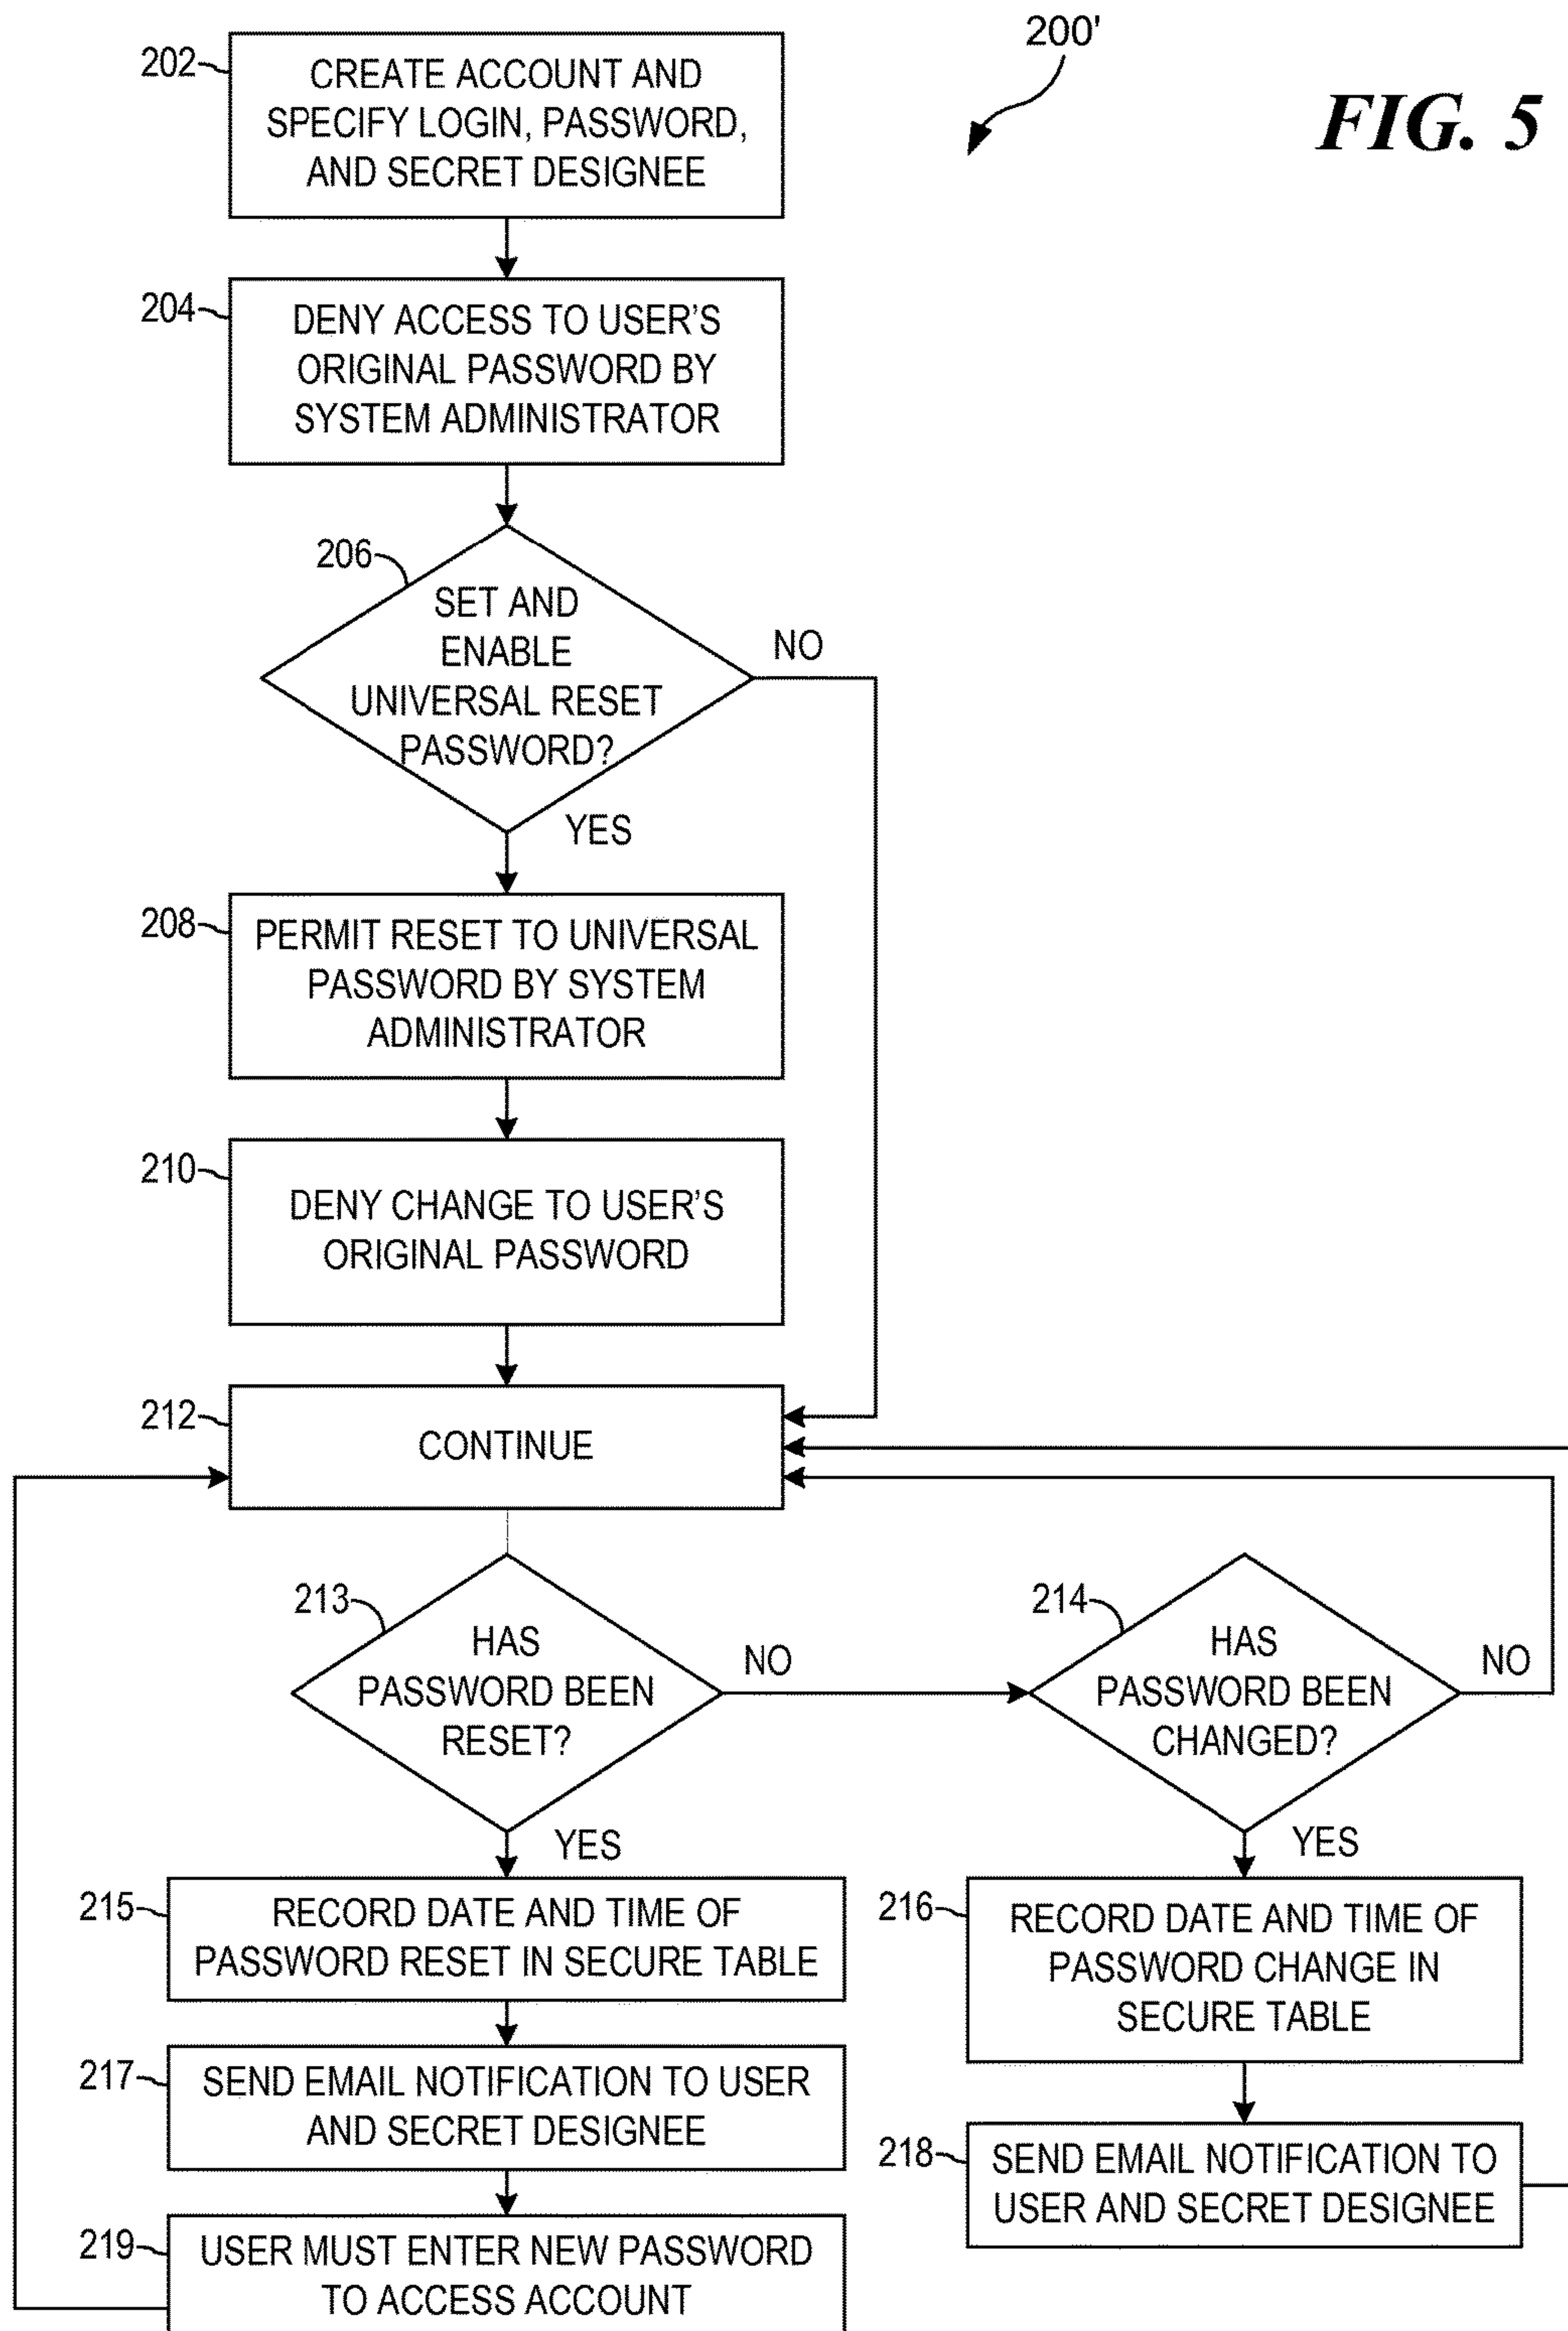 200'
FIG. 5
202
CREATE ACCOUNT AND
SPECIFY LOGIN, PASSWORD,
AND SECRET DESIGNEE
204
DENY ACCESS TO USER'S
ORIGINAL PASSWORD BY
SYSTEM ADMINISTRATOR
206
SET AND
ENABLE
UNIVERSAL RESET
PASSWORD?
NO
YES
208
PERMIT RESET TO UNIVERSAL
PASSWORD BY SYSTEM
ADMINISTRATOR
210
DENY CHANGE TO USER'S
ORIGINAL PASSWORD
212
CONTINUE
213
HAS
PASSWORD BEEN
RESET?
NO
YES
214
HAS
PASSWORD BEEN
CHANGED?
NO
YES
215
RECORD DATE AND TIME OF
PASSWORD RESET IN SECURE TABLE
216
RECORD DATE AND TIME OF
PASSWORD CHANGE IN
SECURE TABLE
217
SEND EMAIL NOTIFICATION TO USER
AND SECRET DESIGNEE
218
SEND EMAIL NOTIFICATION TO
USER AND SECRET DESIGNEE
219
USER MUST ENTER NEW PASSWORD
TO ACCESS ACCOUNT